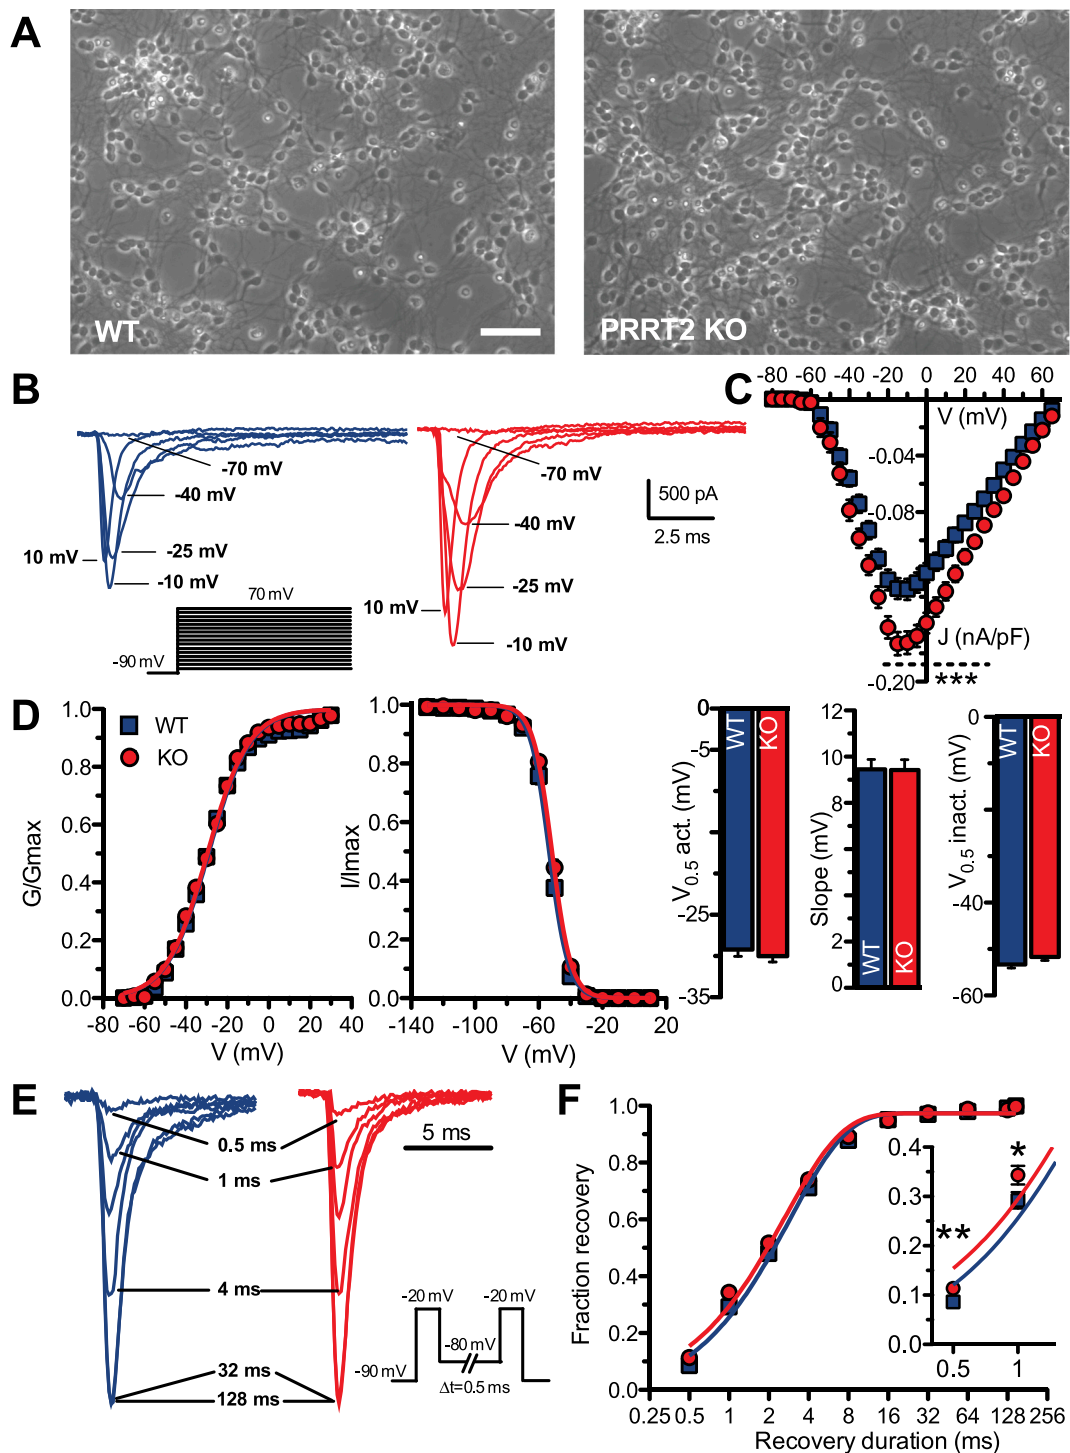 A
WT
PRRT2 KO
B
-70 mV
-40 mV
-25 mV
10 mV
-10 mV
70 mV
-90 mV
-70 mV
-40 mV
-25 mV
10 mV
-10 mV
500 pA
2.5 ms
C
-80 -60 -40 -20 0 20 40 60
V (mV)
-0.04
-0.08
J (nA/pF)
-0.20
***
D
WT
KO
G/Gmax
1.0
0.8
0.6
0.4
0.2
0.0
-80 -40 0 40
V (mV)
I/Imax
1.0
0.8
0.6
0.4
0.2
0.0
-140 -100 -60 -20 20
V (mV)
V0.5 act. (mV)
0
-5
-15
-25
-35
WT
KO
Slope (mV)
12
10
8
6
4
2
0
WT
KO
V0.5 inact. (mV)
0
-20
-40
-60
WT
KO
E
0.5 ms
1 ms
4 ms
32 ms
128 ms
5 ms
-20 mV
-20 mV
-80 mV
-90 mV
Δt=0.5 ms
F
Fraction recovery
1.0
0.8
0.6
0.4
0.2
0.0
0.25 0.5 1 2 4 8 16 32 64 128 256
Recovery duration (ms)
0.4
0.3
0.2
0.1
0.0
0.5 1
**
*